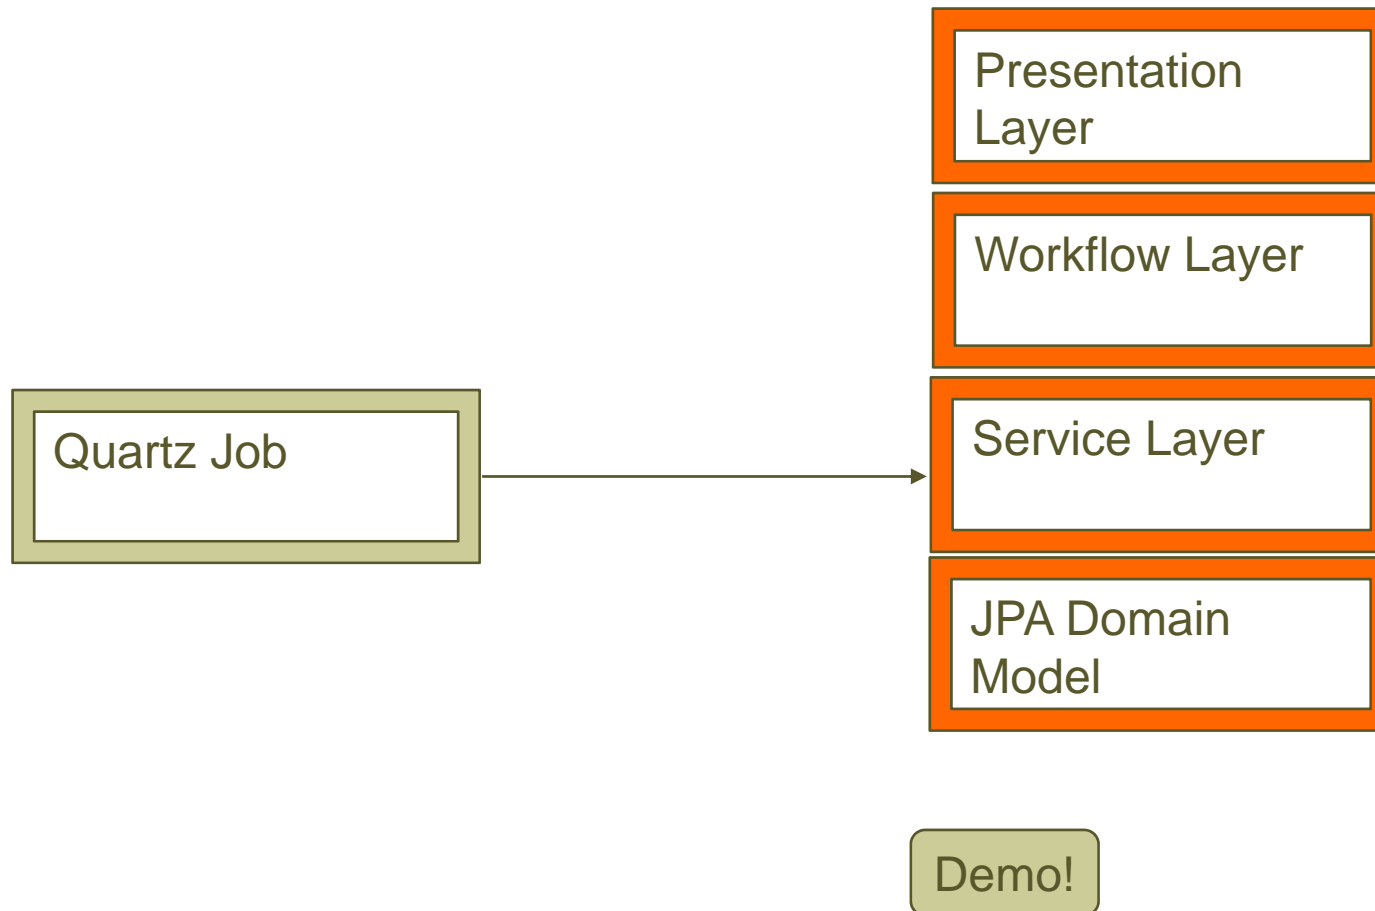 Presentation
Layer
Workflow Layer
Quartz Job
Service Layer
JPA Domain
Model
Demo!